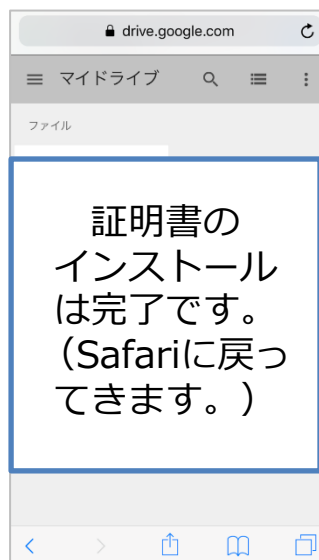 drive.google.com
マイドライブ
ファイル
証明書の
インストール
は完了です。
（Safariに戻っ
てきます。）